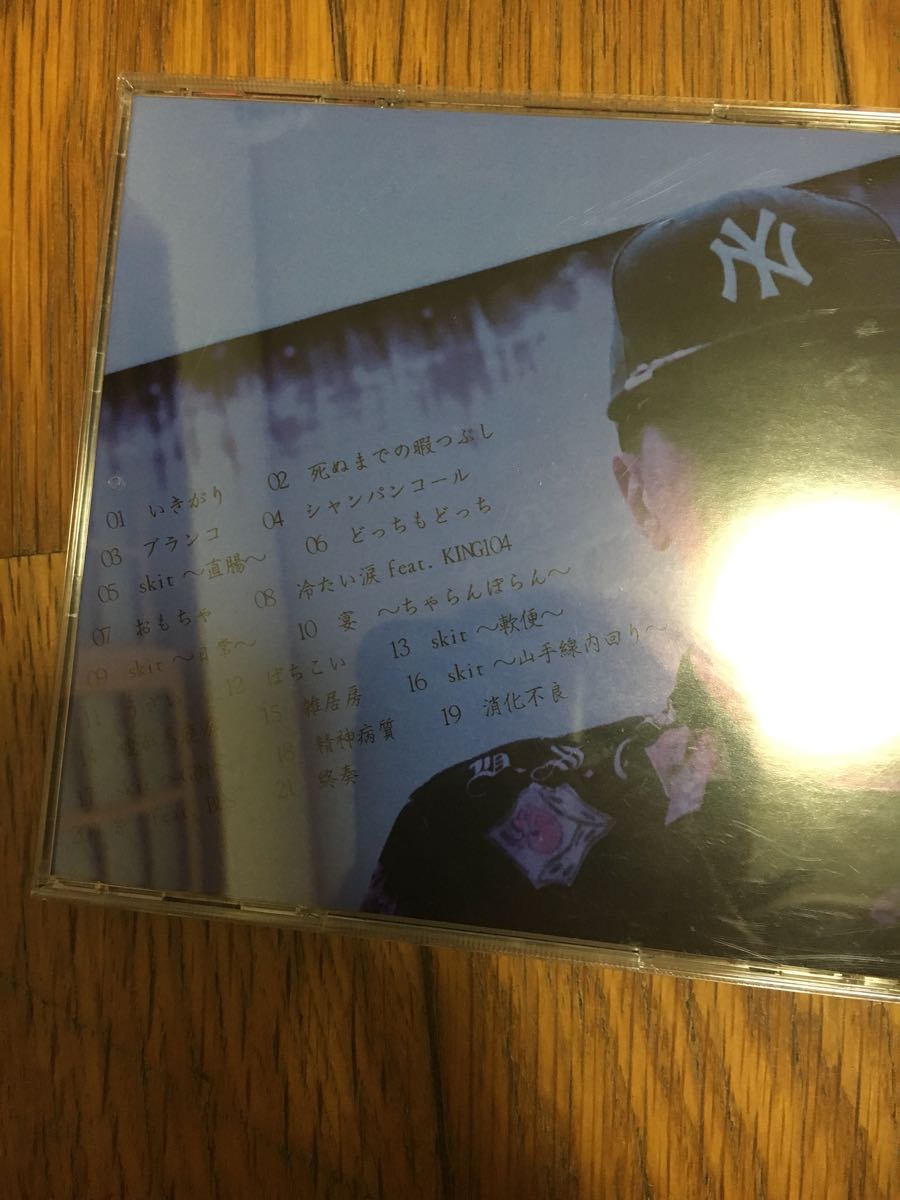 NY
01 いきがり 02 死ぬまでの暇つぶし
03 ブランコ 04 シャンパンコール
05 skit ～直腸～ 06 どっちもどっち
07 おもちゃ 08 冷たい涙 feat. KING104
09 skit ～日常～ 10 宴 ～ちゃらんぽらん～
11 12 ぱちこい 13 skit ～軟便～
15 雑居房 16 skit ～山手線内回り～
18 精神病質 19 消化不良
21 終奏